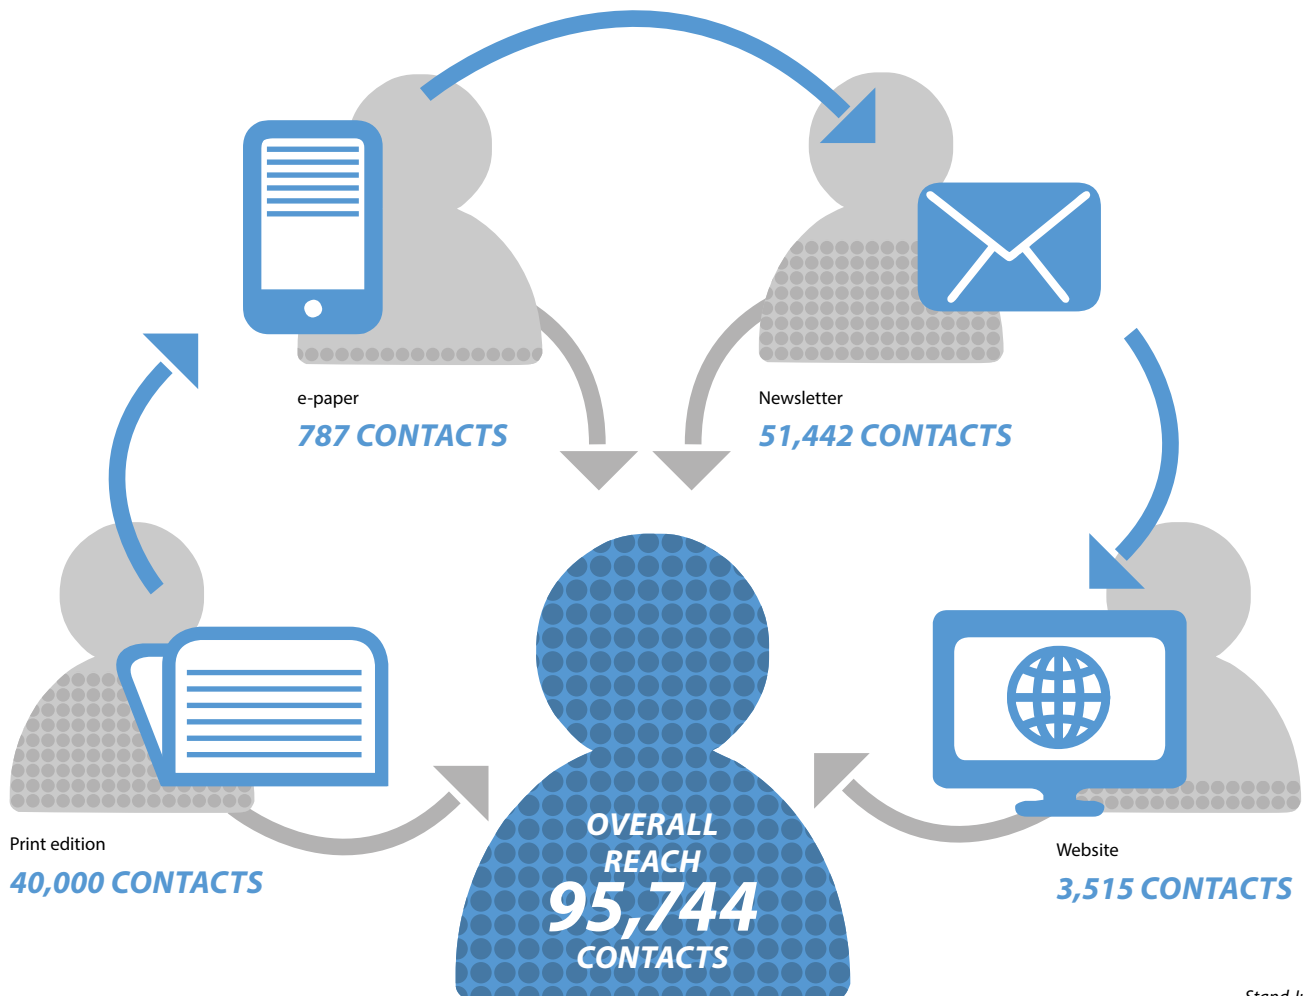 e-paper
787 CONTACTS
Newsletter
51,442 CONTACTS
Print edition
40,000 CONTACTS
OVERALL
REACH
95,744
CONTACTS
Website
3,515 CONTACTS
Stand